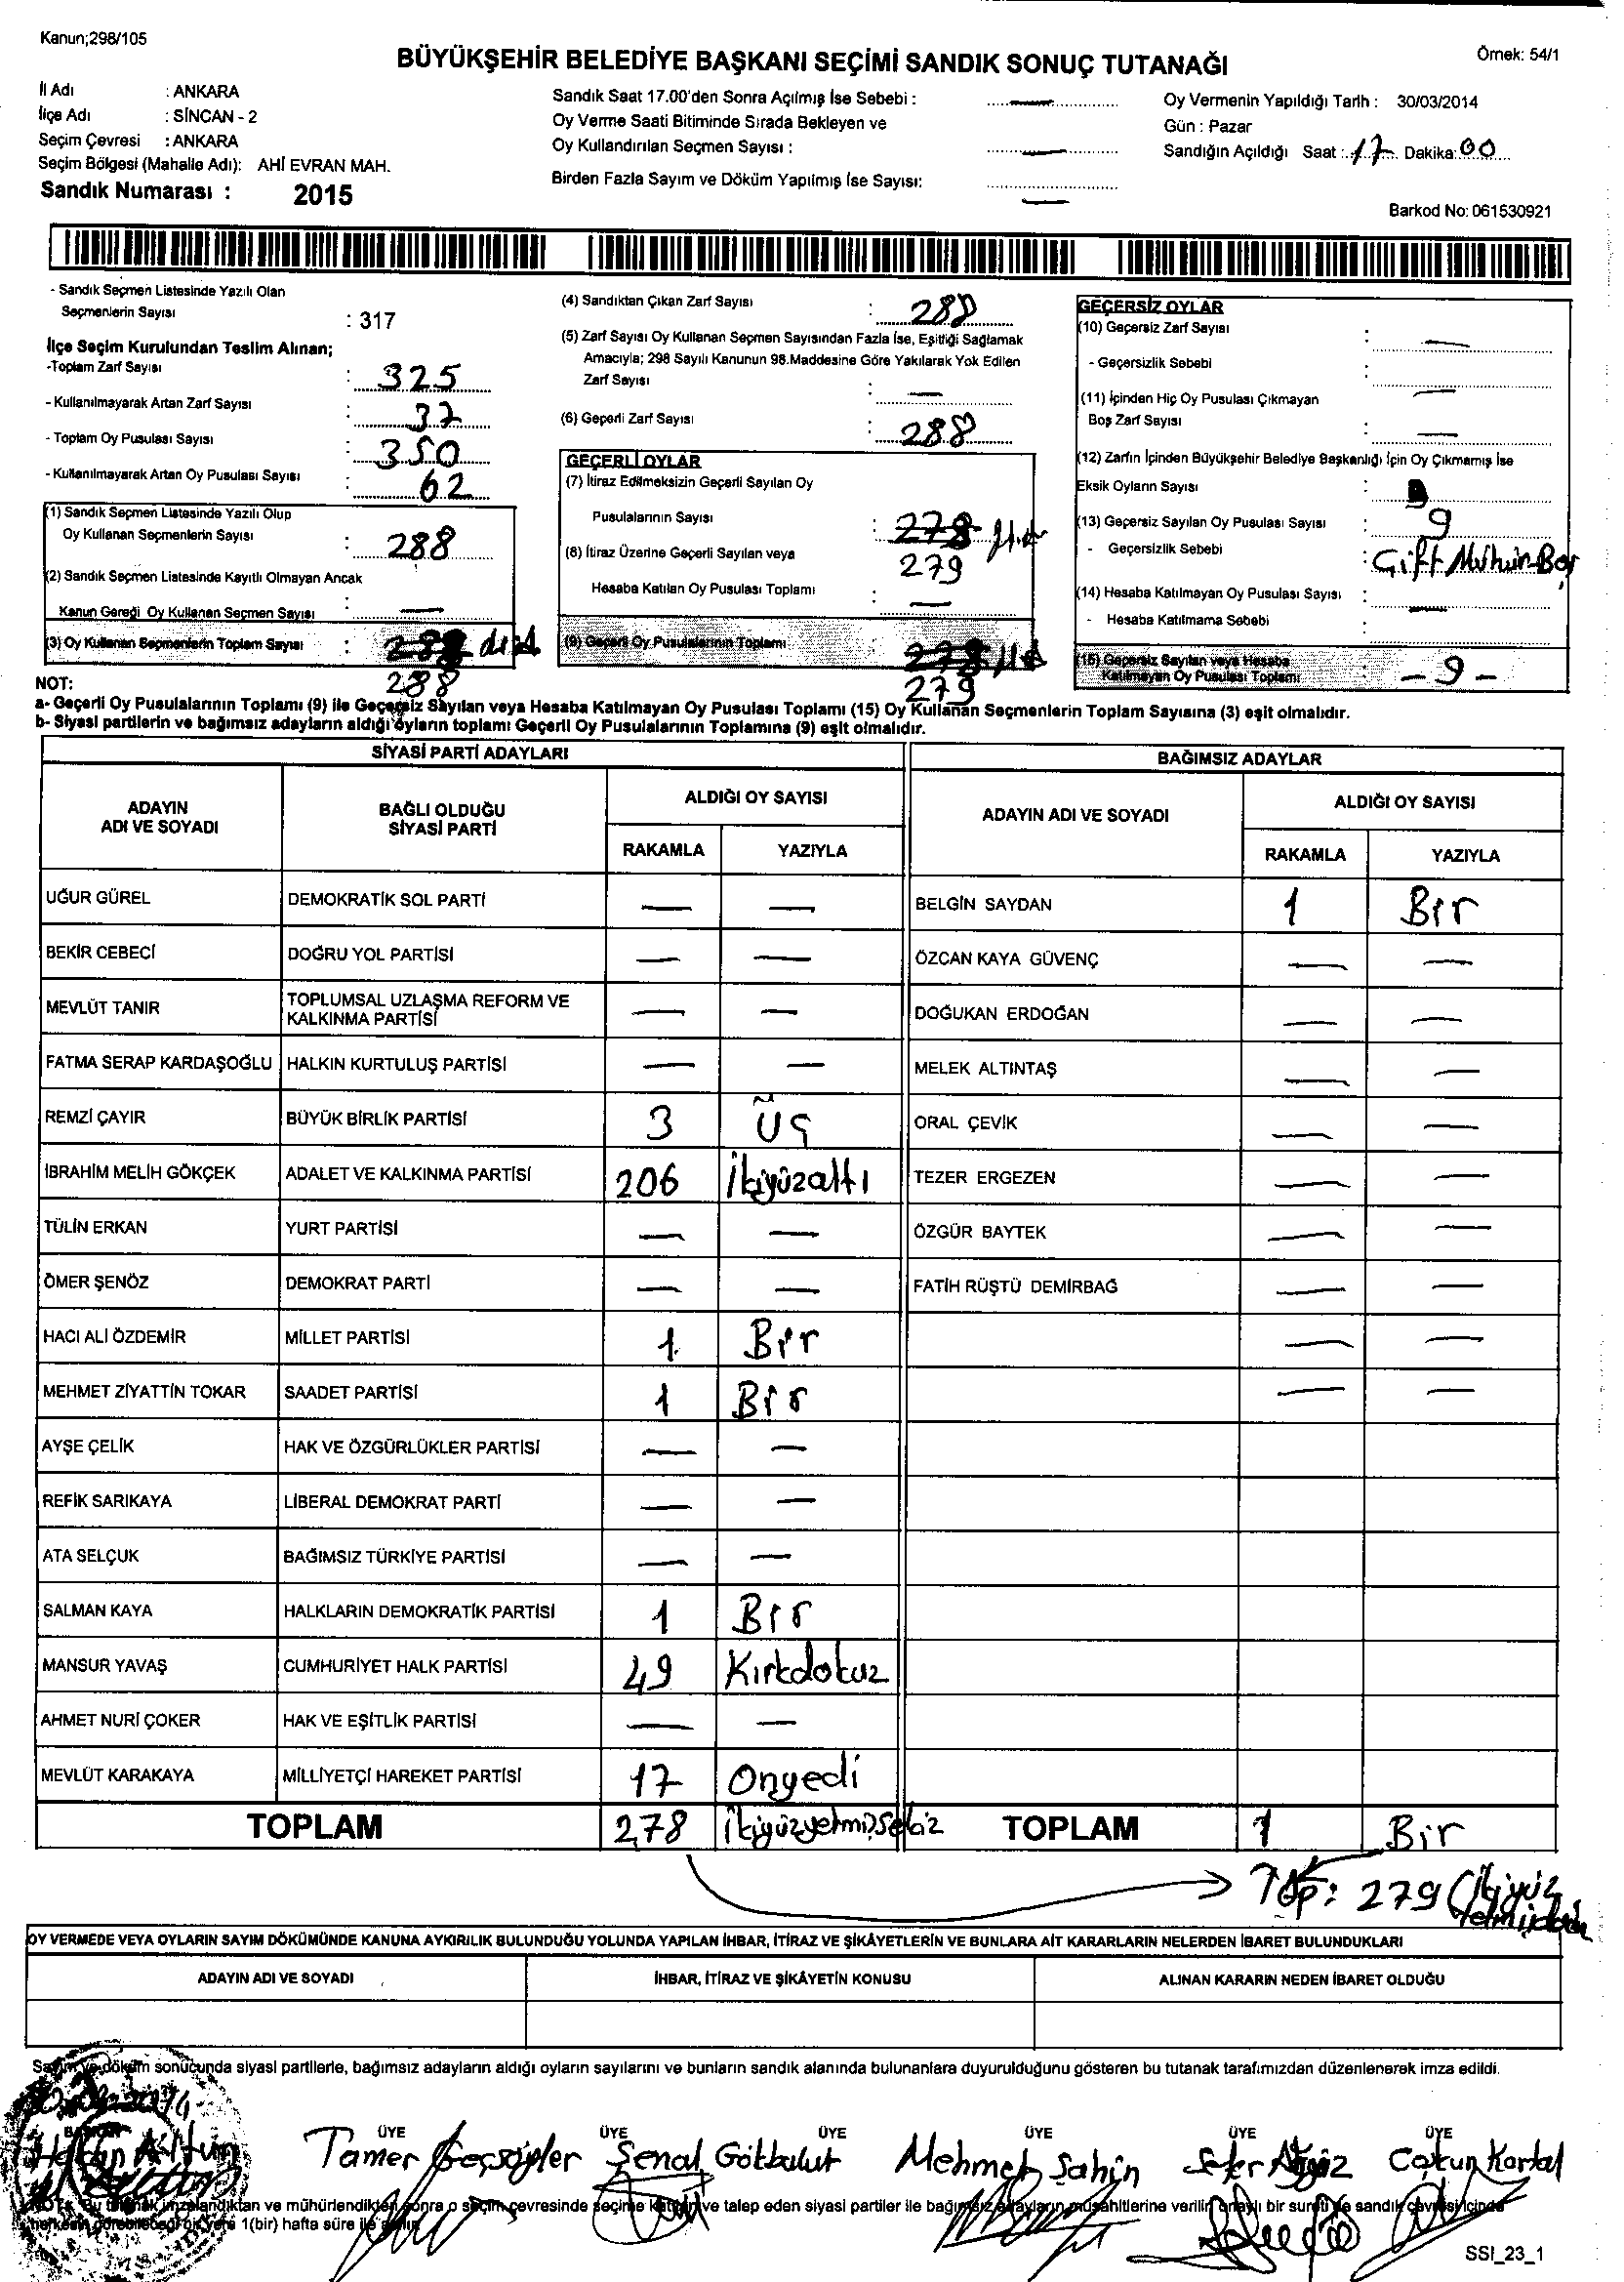 Kanun;298/105
BÜYÜKŞEHİR BELEDİYE BAŞKANI SEÇİMİ SANDIK SONUÇ TUTANAĞI
Örnek: 54/1
İl Adı : ANKARA
İlçe Adı : SİNCAN - 2
Seçim Çevresi : ANKARA
Seçim Bölgesi (Mahalle Adı): AHİ EVRAN MAH.
Sandık Numarası : 2015
Sandık Saat 17.00'den Sonra Açılmış İse Sebebi : —
Oy Verme Saati Bitiminde Sırada Bekleyen ve
Oy Kullandırılan Seçmen Sayısı : —
Birden Fazla Sayım ve Döküm Yapılmış İse Sayısı: —
Oy Vermenin Yapıldığı Tarih : 30/03/2014
Gün : Pazar
Sandığın Açıldığı Saat : 17 Dakika: 00
Barkod No: 061530921
- Sandık Seçmen Listesinde Yazılı Olan
Seçmenlerin Sayısı : 317
İlçe Seçim Kurulundan Teslim Alınan;
-Toplam Zarf Sayısı : 325
- Kullanılmayarak Artan Zarf Sayısı : 37
- Toplam Oy Pusulası Sayısı : 350
- Kullanılmayarak Artan Oy Pusulası Sayısı : 62
(1) Sandık Seçmen Listesinde Yazılı Olup
Oy Kullanan Seçmenlerin Sayısı : 288
(2) Sandık Seçmen Listesinde Kayıtlı Olmayan Ancak
Kanun Gereği Oy Kullanan Seçmen Sayısı : —
(3) Oy Kullanan Seçmenlerin Toplam Sayısı :
288
(4) Sandıktan Çıkan Zarf Sayısı : 288
(5) Zarf Sayısı Oy Kullanan Seçmen Sayısından Fazla İse, Eşitliği Sağlamak
Amacıyla; 298 Sayılı Kanunun 98.Maddesine Göre Yakılarak Yok Edilen
Zarf Sayısı : —
(6) Geçerli Zarf Sayısı : 288
GEÇERLİ OYLAR
(7) İtiraz Edilmeksizin Geçerli Sayılan Oy
Pusulalarının Sayısı : 278
279
(8) İtiraz Üzerine Geçerli Sayılan veya
Hesaba Katılan Oy Pusulası Toplamı : —
(9) Geçerli Oy Pusulalarının Toplamı 278
279
GEÇERSİZ OYLAR
(10) Geçersiz Zarf Sayısı : —
- Geçersizlik Sebebi :
(11) İçinden Hiç Oy Pusulası Çıkmayan —
Boş Zarf Sayısı : —
(12) Zarfın İçinden Büyükşehir Belediye Başkanlığı İçin Oy Çıkmamış İse
Eksik Oyların Sayısı :
(13) Geçersiz Sayılan Oy Pusulası Sayısı : 9
- Geçersizlik Sebebi : Çift Mühür-Boş
(14) Hesaba Katılmayan Oy Pusulası Sayısı : —
- Hesaba Katılmama Sebebi :
(15) Geçersiz Sayılan veya Hesaba
Katılmayan Oy Pusulası Toplamı : - 9 -
NOT:
a- Geçerli Oy Pusulalarının Toplamı (9) ile Geçersiz Sayılan veya Hesaba Katılmayan Oy Pusulası Toplamı (15) Oy Kullanan Seçmenlerin Toplam Sayısına (3) eşit olmalıdır.
b- Siyasi partilerin ve bağımsız adayların aldığı oyların toplamı Geçerli Oy Pusulalarının Toplamına (9) eşit olmalıdır.
SİYASİ PARTİ ADAYLARI
ADAYIN ADI VE SOYADI BAĞLI OLDUĞU SİYASİ PARTİ ALDIĞI OY SAYISI
RAKAMLA YAZIYLA
UĞUR GÜREL DEMOKRATİK SOL PARTİ — —
BEKİR CEBECİ DOĞRU YOL PARTİSİ — —
MEVLÜT TANIR TOPLUMSAL UZLAŞMA REFORM VE KALKINMA PARTİSİ — —
FATMA SERAP KARDAŞOĞLU HALKIN KURTULUŞ PARTİSİ — —
REMZİ ÇAYIR BÜYÜK BİRLİK PARTİSİ 3 Üç
İBRAHİM MELİH GÖKÇEK ADALET VE KALKINMA PARTİSİ 206 İkiyüzaltı
TÜLİN ERKAN YURT PARTİSİ — —
ÖMER ŞENÖZ DEMOKRAT PARTİ — —
HACI ALİ ÖZDEMİR MİLLET PARTİSİ 1 Bir
MEHMET ZİYATTİN TOKAR SAADET PARTİSİ 1 Bir
AYŞE ÇELİK HAK VE ÖZGÜRLÜKLER PARTİSİ — —
REFİK SARIKAYA LİBERAL DEMOKRAT PARTİ — —
ATA SELÇUK BAĞIMSIZ TÜRKİYE PARTİSİ — —
SALMAN KAYA HALKLARIN DEMOKRATİK PARTİSİ 1 Bir
MANSUR YAVAŞ CUMHURİYET HALK PARTİSİ 49 Kırkdokuz
AHMET NURİ ÇOKER HAK VE EŞİTLİK PARTİSİ — —
MEVLÜT KARAKAYA MİLLİYETÇİ HAREKET PARTİSİ 17 Onyedi
TOPLAM 278 İkiyüzyetmişsekiz
BAĞIMSIZ ADAYLAR
ADAYIN ADI VE SOYADI ALDIĞI OY SAYISI
RAKAMLA YAZIYLA
BELGİN SAYDAN 1 Bir
ÖZCAN KAYA GÜVENÇ — —
DOĞUKAN ERDOĞAN — —
MELEK ALTINTAŞ — —
ORAL ÇEVİK — —
TEZER ERGEZEN — —
ÖZGÜR BAYTEK — —
FATİH RÜŞTÜ DEMİRBAĞ — —
— —
— —
TOPLAM 1 Bir
Top: 279 (İkiyüz
OY VERMEDE VEYA OYLARIN SAYIM DÖKÜMÜNDE KANUNA AYKIRILIK BULUNDUĞU YOLUNDA YAPILAN İHBAR, İTİRAZ VE ŞİKÂYETLERİN VE BUNLARA AİT KARARLARIN NELERDEN İBARET BULUNDUKLARI
ADAYIN ADI VE SOYADI İHBAR, İTİRAZ VE ŞİKÂYETİN KONUSU ALINAN KARARIN NEDEN İBARET OLDUĞU
Sayım ve döküm sonucunda siyasi partilerle, bağımsız adayların aldığı oyların sayılarını ve bunların sandık alanında bulunanlara duyurulduğunu gösteren bu tutanak tarafımızdan düzenlenerek imza edildi.
ÜYE ÜYE ÜYE ÜYE ÜYE ÜYE
Tamer Şenal Gökbulut Mehmet Şahin Sefer Coşkun Kartal
NOT: Bu tutanak imzalandıktan ve mühürlendikten sonra o seçim çevresinde seçime katılan ve talep eden siyasi partiler ile bağımsız adayların müşahitlerine verilir onaylı bir sureti de sandık çevresi içinde
herkesin görebileceği bir yere 1(bir) hafta süre ile asılır.
SSI_23_1